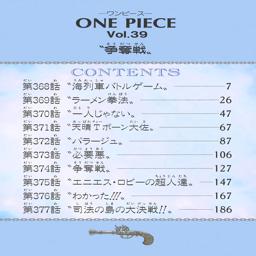 ーワンピースー
ONE PIECE
Vol.39
〝争奪戦〟
CONTENTS
第368話 〝海列車バトルゲーム〟 7
第369話 〝ラーメン拳法〟 26
第370話 〝一人じゃない〟 47
第371話 〝天晴Tボーン大佐〟 67
第372話 〝パラージュ〟 87
第373話 〝必要悪〟 106
第374話 〝争奪戦〟 127
第375話 〝エニエス・ロビーの超人達〟 147
第376話 〝わかった!!!〟 167
第377話 〝司法の島の大決戦!!〟 186